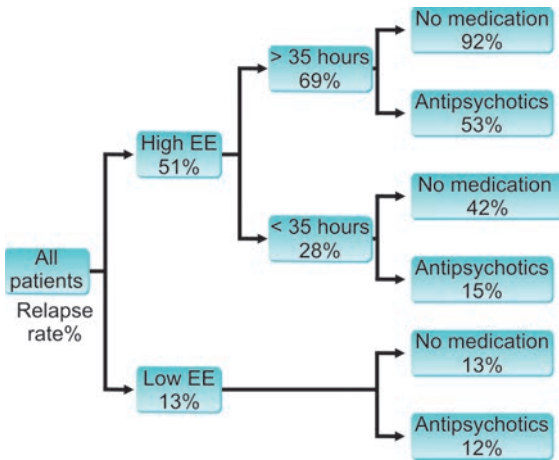 All
patients
Relapse
rate%
High EE
51%
Low EE
13%
> 35 hours
69%
< 35 hours
28%
No medication
92%
Antipsychotics
53%
No medication
42%
Antipsychotics
15%
No medication
13%
Antipsychotics
12%